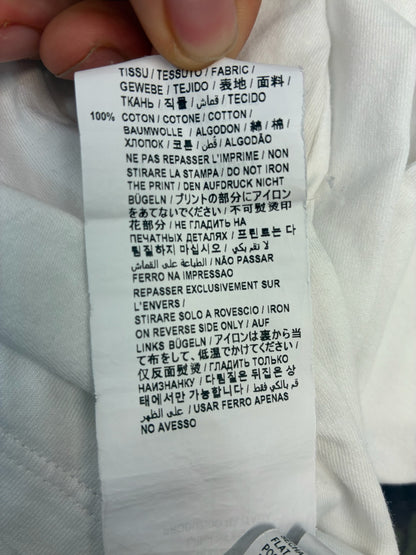 TISSU / TESSUTO / FABRIC /
GEWEBE / TEJIDO / 表地 / 面料 /
ТКАНЬ / 직물 / قماش / TECIDO
100% COTON / COTONE / COTTON /
BAUMWOLLE / ALGODON / 綿 / 棉 /
ХЛОПОК / 코튼 / قطن / ALGODÃO
NE PAS REPASSER L'IMPRIME / NON
STIRARE LA STAMPA / DO NOT IRON
THE PRINT / DEN AUFDRUCK NICHT
BÜGELN / プリントの部分にアイロン
をあてないでください / 不可熨烫印
花部分 / НЕ ГЛАДИТЬ НА
ПЕЧАТНЫХ ДЕТАЛЯХ / 프린트는 다
림질하지 마십시오 / لا تقم بكي
الطباعة على القماش / NÃO PASSAR
FERRO NA IMPRESSAO
REPASSER EXCLUSIVEMENT SUR
L'ENVERS /
STIRARE SOLO A ROVESCIO / IRON
ON REVERSE SIDE ONLY / AUF
LINKS BÜGELN / アイロンは裏から当
て布をして、低温でかけてください /
仅反面熨烫 / ГЛАДИТЬ ТОЛЬКО
НАИЗНАНКУ / 다림질은 뒤집은 상
태에서만 가능합니다 / قم بالكي فقط
على الظهر / USAR FERRO APENAS
NO AVESSO
FLAT